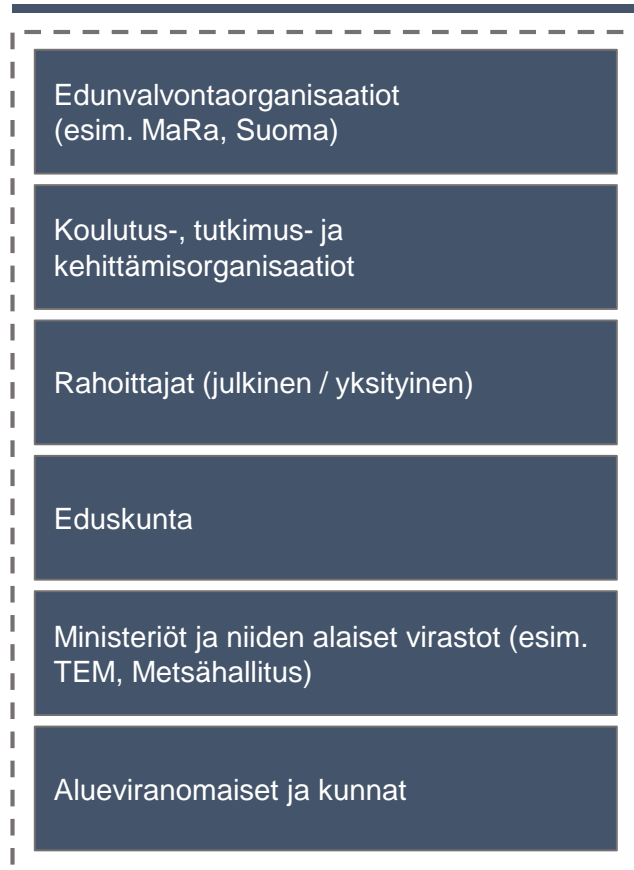 Edunvalvontaorganisaatiot
(esim. MaRa, Suoma)
Koulutus-, tutkimus- ja
kehittämisorganisaatiot
Rahoittajat (julkinen / yksityinen)
Eduskunta
Ministeriöt ja niiden alaiset virastot (esim.
TEM, Metsähallitus)
Alueviranomaiset ja kunnat